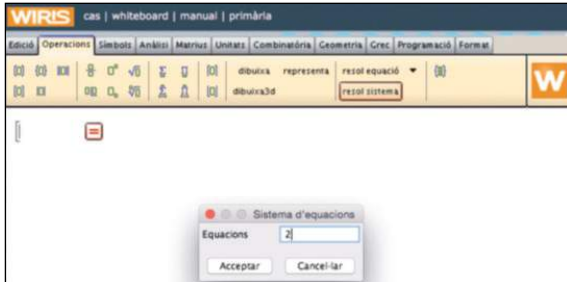 WIRIS cas | whiteboard | manual | primària
Edició Operacions Símbols Anàlisi Matrius Unitats Combinatòria Geometria Grec Programació Format
dibuixa representa resol equació
dibuixa3d resol sistema
W
=
Sistema d'equacions
Equacions 2
Acceptar Cancel·lar